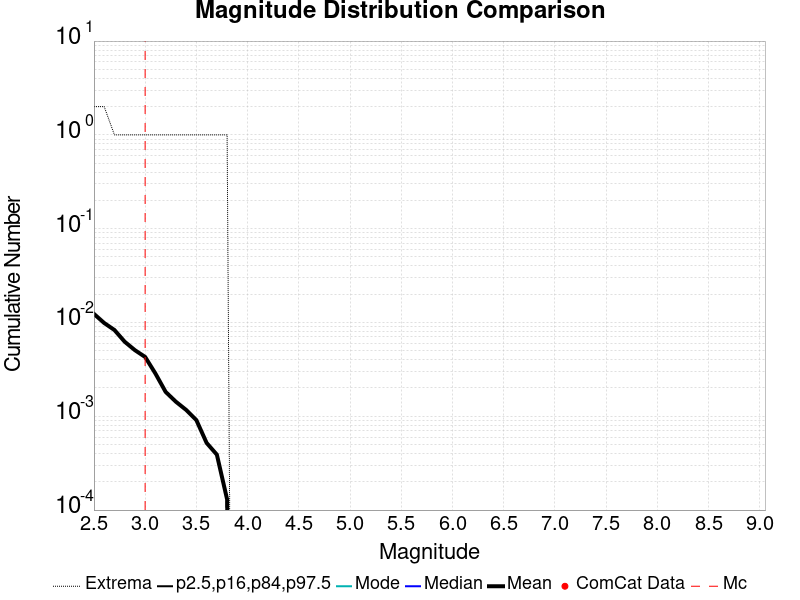 Magnitude Distribution Comparison
10^1
10^0
10^-1
10^-2
10^-3
10^-4
Cumulative Number
2.5 3.0 3.5 4.0 4.5 5.0 5.5 6.0 6.5 7.0 7.5 8.0 8.5 9.0
Magnitude
Extrema p2.5,p16,p84,p97.5 Mode Median Mean ComCat Data Mc